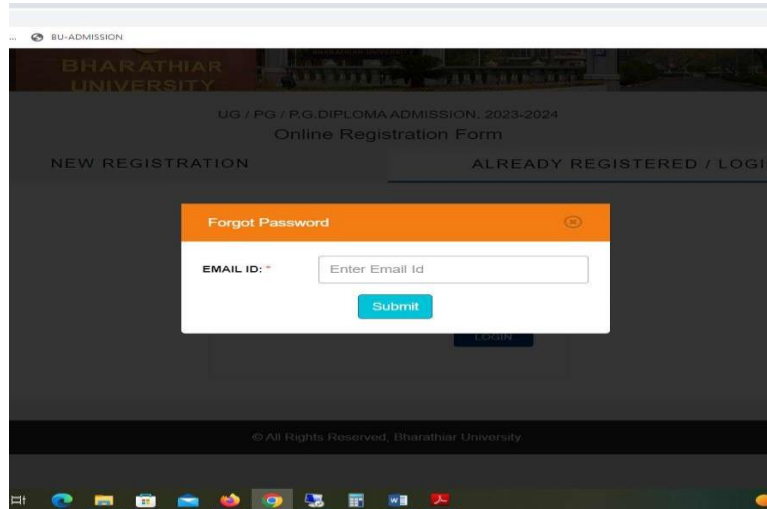 ... BU-ADMISSION
BHARATHIAR
UNIVERSITY
UG / PG / P.G.DIPLOMA ADMISSION. 2023-2024
Online Registration Form
NEW REGISTRATION
ALREADY REGISTERED / LOGI
Forgot Password
EMAIL ID: *
Enter Email Id
Submit
LOGIN
© All Rights Reserved, Bharathiar University